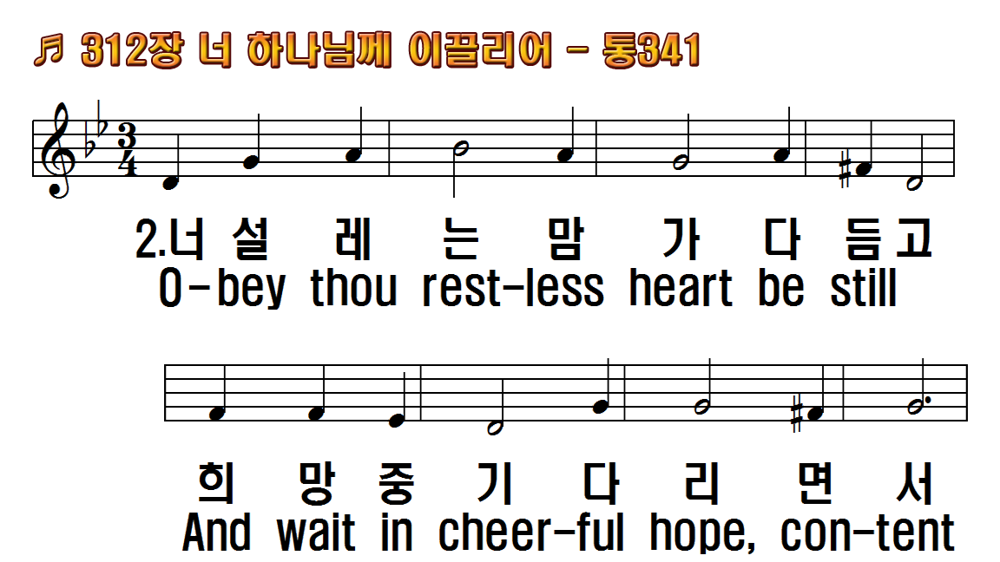 ♬ 312장 너 하나님께 이끌리어 - 통341
3
4
2.너 설 레 는 맘 가 다 듬 고
O-bey thou rest-less heart be still
희 망 중 기 다 리 면 서
And wait in cheer-ful hope, con-tent